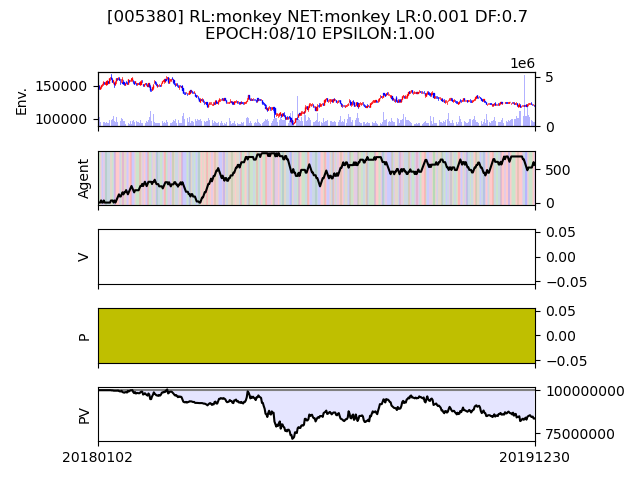 [005380] RL:monkey NET:monkey LR:0.001 DF:0.7
EPOCH:08/10 EPSILON:1.00
1e6
Env.
150000
100000
5
0
Agent
500
0
V
0.05
0.00
−0.05
P
0.05
0.00
−0.05
PV
100000000
75000000
20180102
20191230